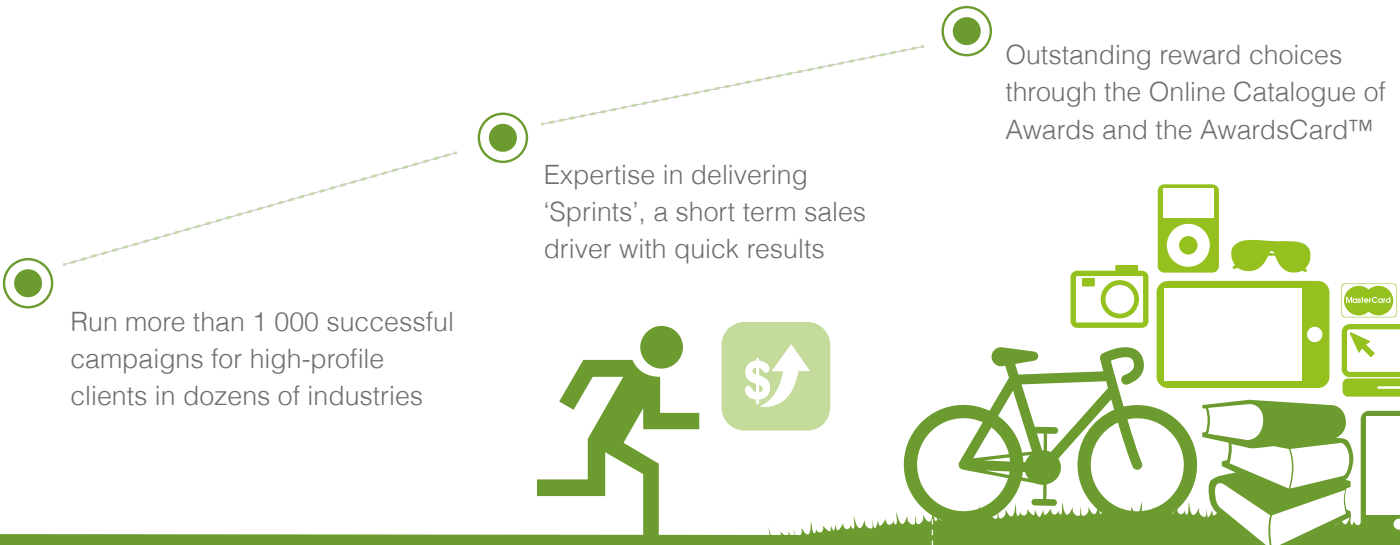 Outstanding reward choices
through the Online Catalogue of
Awards and the AwardsCard™
Expertise in delivering
‘Sprints’, a short term sales
driver with quick results
Run more than 1 000 successful
campaigns for high-profile
clients in dozens of industries
$
MasterCard